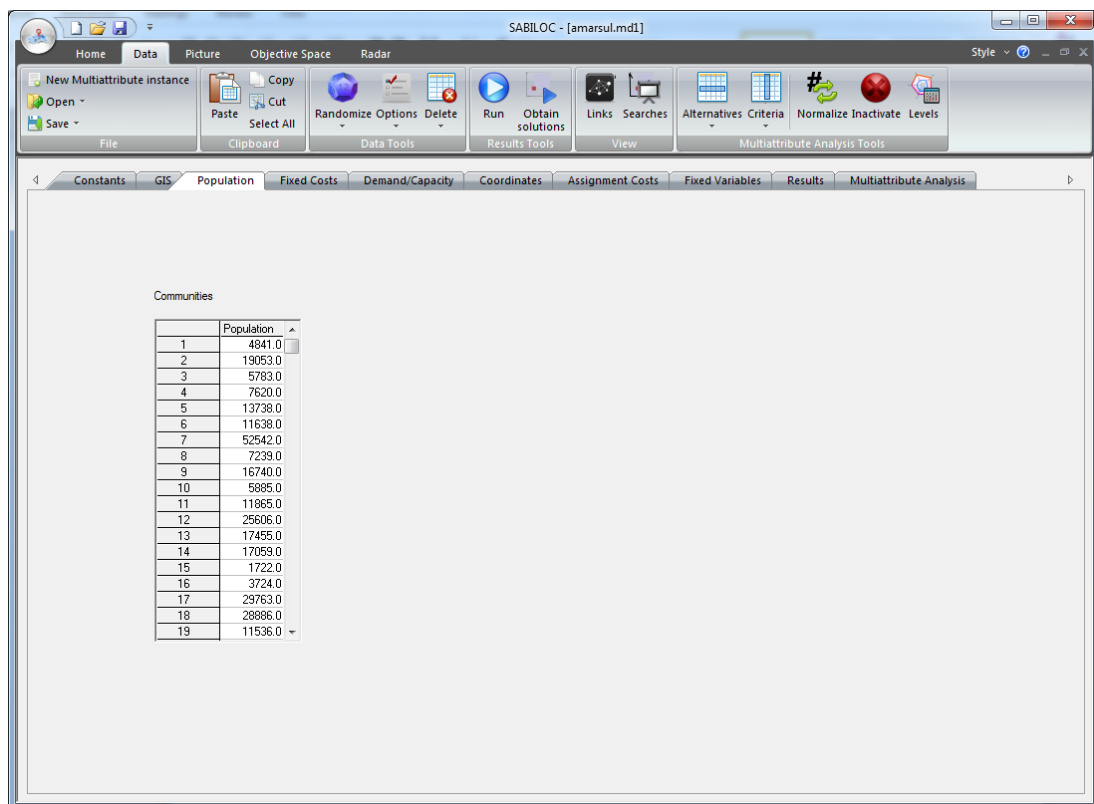 SABILOC - [amarsul.md1]
Home Data Picture Objective Space Radar Style
New Multiattribute instance
Open
Save
File
Paste
Copy
Cut
Select All
Clipboard
Randomize Options Delete
Data Tools
Run Obtain solutions
Results Tools
Links Searches
View
Alternatives Criteria Normalize Inactivate Levels
Multiattribute Analysis Tools
Constants GIS Population Fixed Costs Demand/Capacity Coordinates Assignment Costs Fixed Variables Results Multiattribute Analysis
Communities
Population
1 4841.0
2 19053.0
3 5783.0
4 7620.0
5 13738.0
6 11638.0
7 52542.0
8 7239.0
9 16740.0
10 5885.0
11 11865.0
12 25606.0
13 17455.0
14 17059.0
15 1722.0
16 3724.0
17 29763.0
18 28886.0
19 11536.0